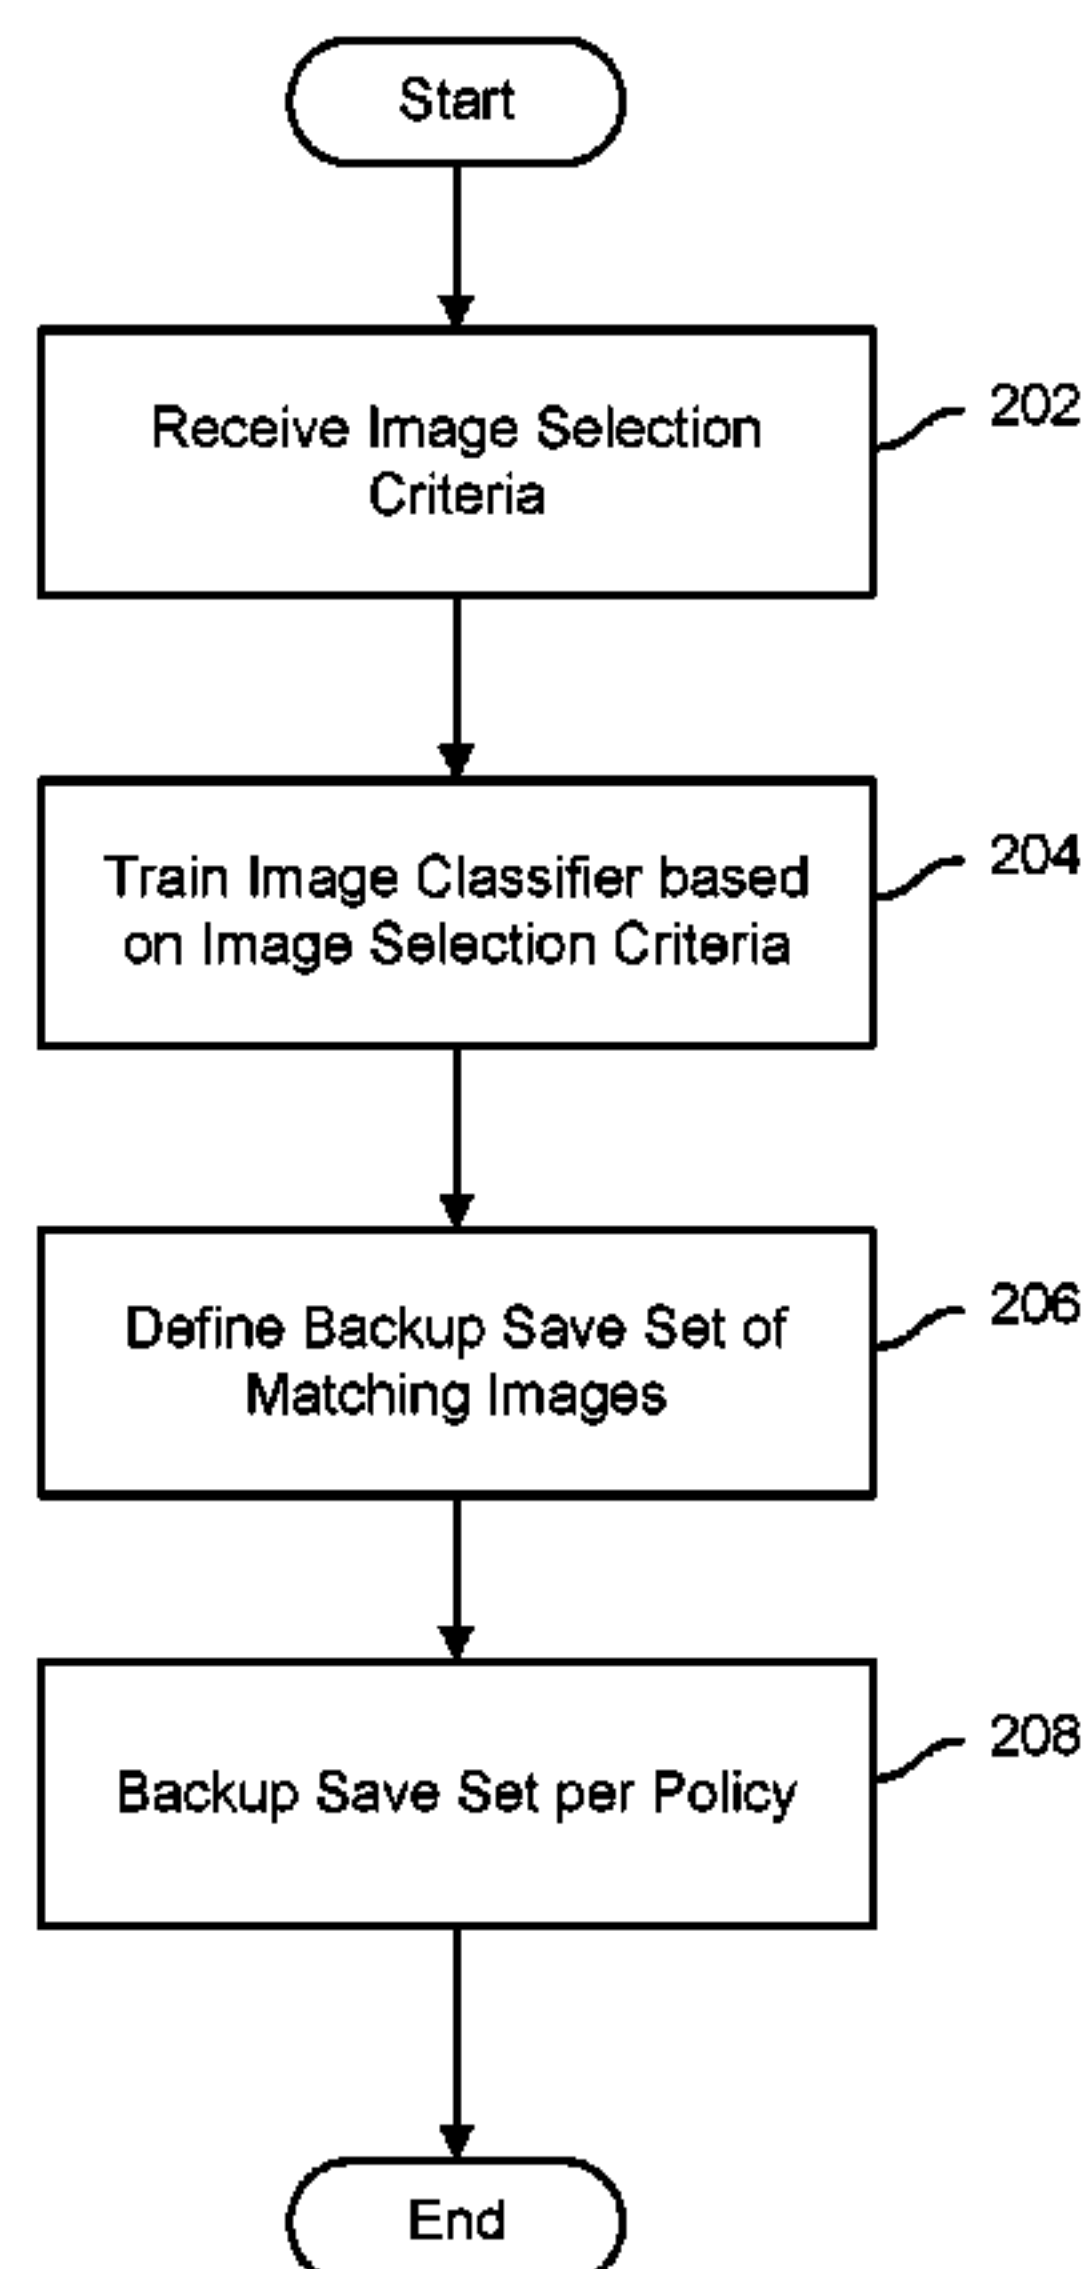 Start
Receive Image Selection
Criteria
202
Train Image Classifier based
on Image Selection Criteria
204
Define Backup Save Set of
Matching Images
206
Backup Save Set per Policy
208
End